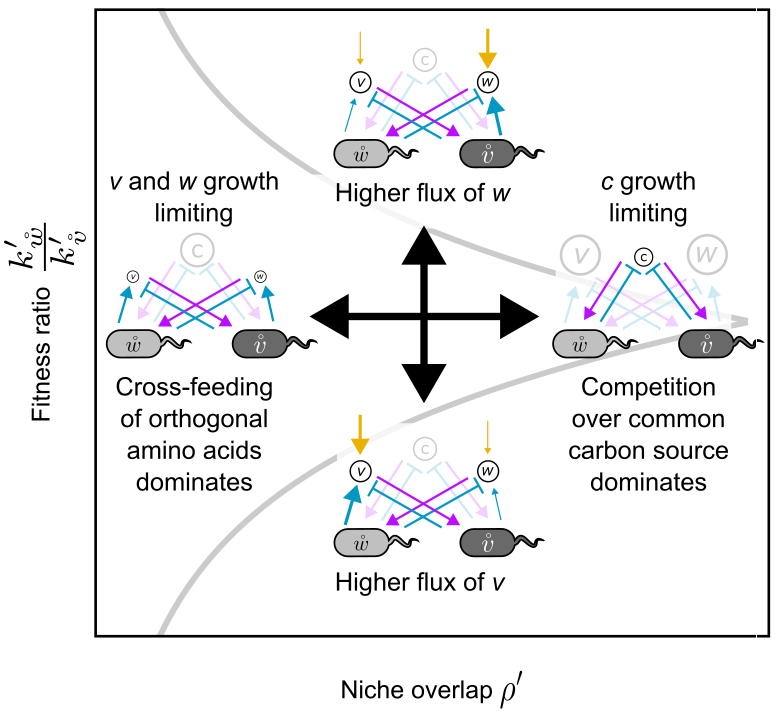 c
v
w
ẘ
v̊
Higher flux of w
v and w growth
limiting
c
v
w
ẘ
v̊
Cross-feeding
of orthogonal
amino acids
dominates
c growth
limiting
v
c
w
ẘ
v̊
Competition
over common
carbon source
dominates
c
v
w
ẘ
v̊
Higher flux of v
Fitness ratio k′ẘ / k′v̊
Niche overlap ρ′